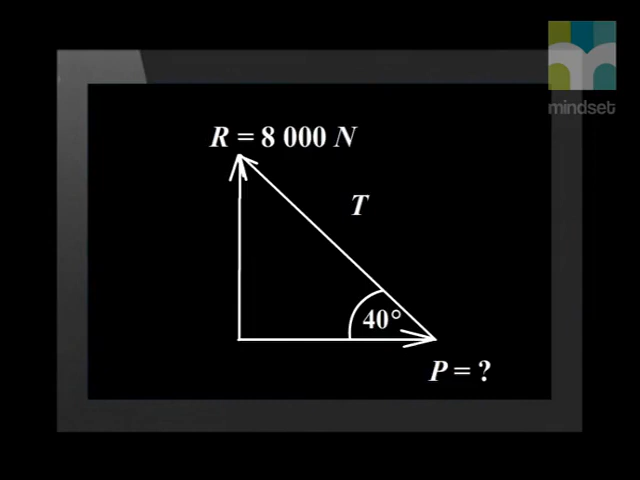 mindset
R = 8 000 N
T
40°
P = ?